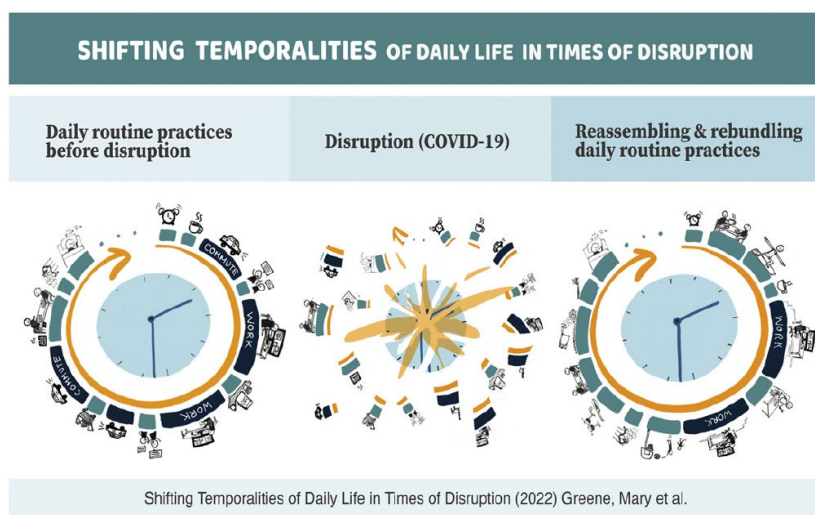 SHIFTING TEMPORALITIES OF DAILY LIFE IN TIMES OF DISRUPTION
Daily routine practices
before disruption
Disruption (COVID-19)
Reassembling & rebundling
daily routine practices
COMMUTE
WORK
WORK
COMMUTE
WORK
WORK
Shifting Temporalities of Daily Life in Times of Disruption (2022) Greene, Mary et al.